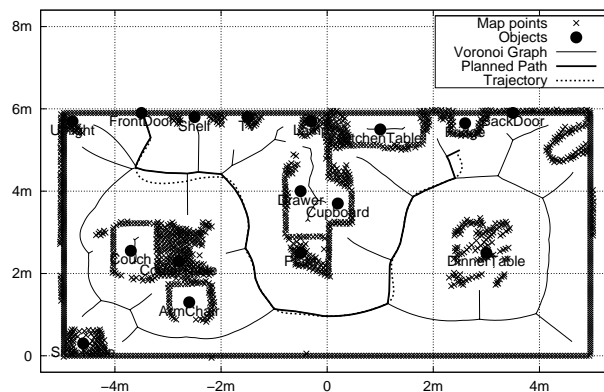 8m
Map points
Objects
Voronoi Graph
Planned Path
Trajectory
6m
FrontDoor
Shelf
BackDoor
4m
Drawer
Cupboard
Couch
DinnerTable
2m
ArmChair
0
−4m
−2m
0
2m
4m